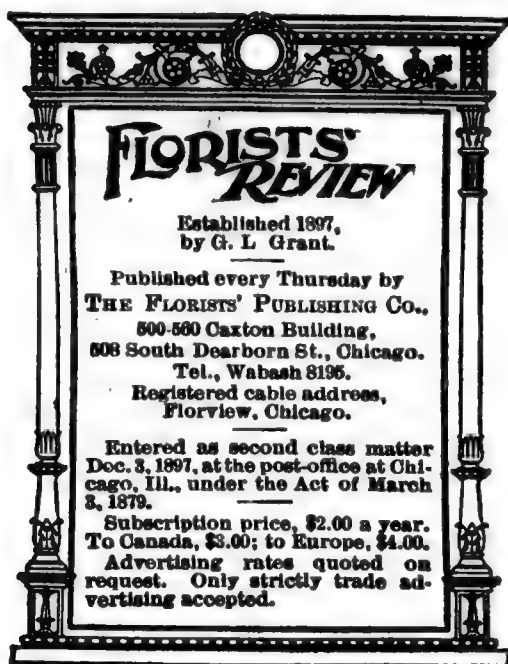 FLORISTS'
REVIEW
Established 1897,
by G. L Grant.
Published every Thursday by
THE FLORISTS' PUBLISHING CO.,
500-560 Caxton Building,
508 South Dearborn St., Chicago.
Tel., Wabash 8195.
Registered cable address,
Florview, Chicago.
Entered as second class matter
Dec. 3, 1897, at the post-office at Chi-
cago, Ill., under the Act of March
3, 1879.
Subscription price, $2.00 a year.
To Canada, $3.00; to Europe, $4.00.
Advertising rates quoted on
request. Only strictly trade ad-
vertising accepted.